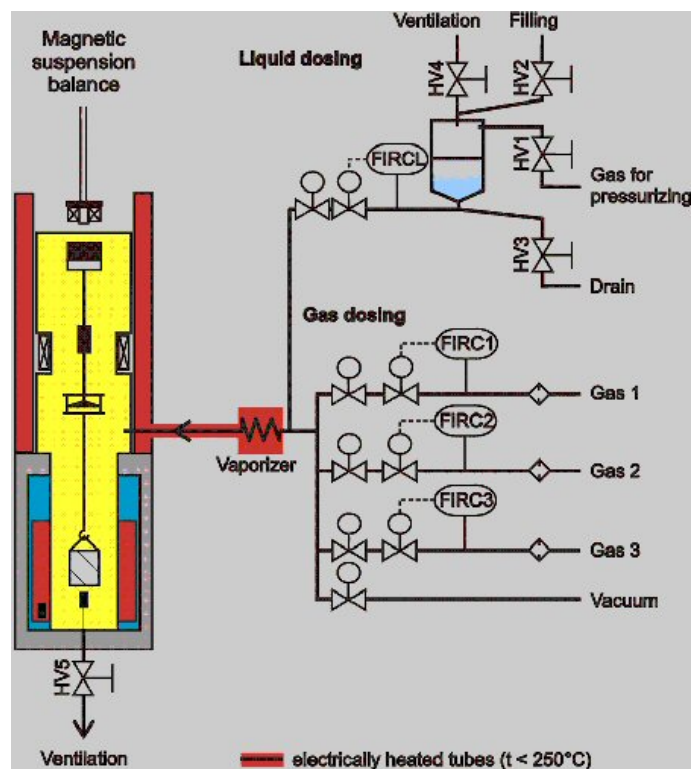 Magnetic
suspension
balance
Liquid dosing
Ventilation
Filling
HV4
HV2
FIRCL
HV1
Gas for
pressurizing
HV3
Drain
Gas dosing
FIRC1
Gas 1
FIRC2
Gas 2
Vaporizer
FIRC3
Gas 3
Vacuum
HV5
Ventilation
electrically heated tubes (t < 250°C)